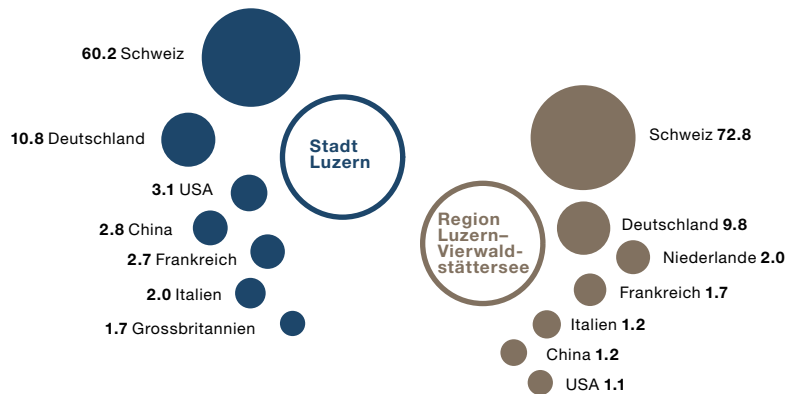 60.2 Schweiz
10.8 Deutschland
Stadt
Luzern
3.1 USA
2.8 China
2.7 Frankreich
2.0 Italien
1.7 Grossbritannien
Schweiz 72.8
Region
Luzern–
Vierwald-
stättersee
Deutschland 9.8
Niederlande 2.0
Frankreich 1.7
Italien 1.2
China 1.2
USA 1.1